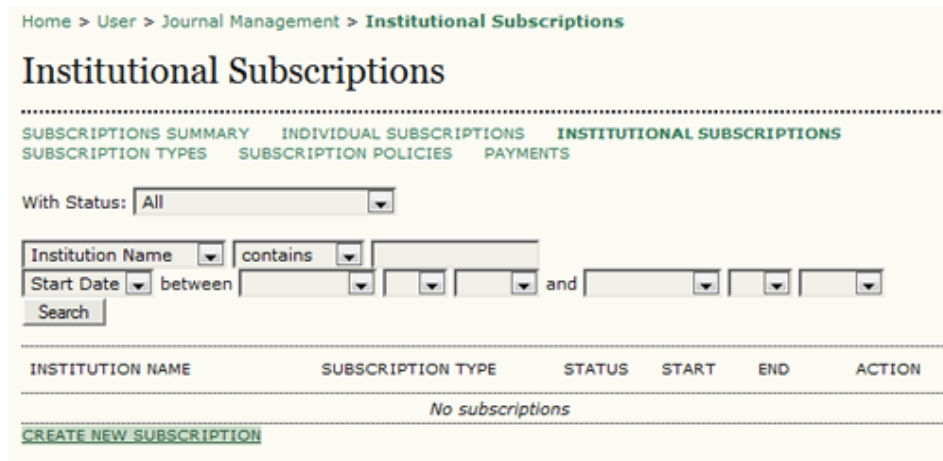 Home > User > Journal Management > Institutional Subscriptions
Institutional Subscriptions
SUBSCRIPTIONS SUMMARY INDIVIDUAL SUBSCRIPTIONS INSTITUTIONAL SUBSCRIPTIONS
SUBSCRIPTION TYPES SUBSCRIPTION POLICIES PAYMENTS
With Status: All
Institution Name contains
Start Date between and
Search
INSTITUTION NAME SUBSCRIPTION TYPE STATUS START END ACTION
No subscriptions
CREATE NEW SUBSCRIPTION